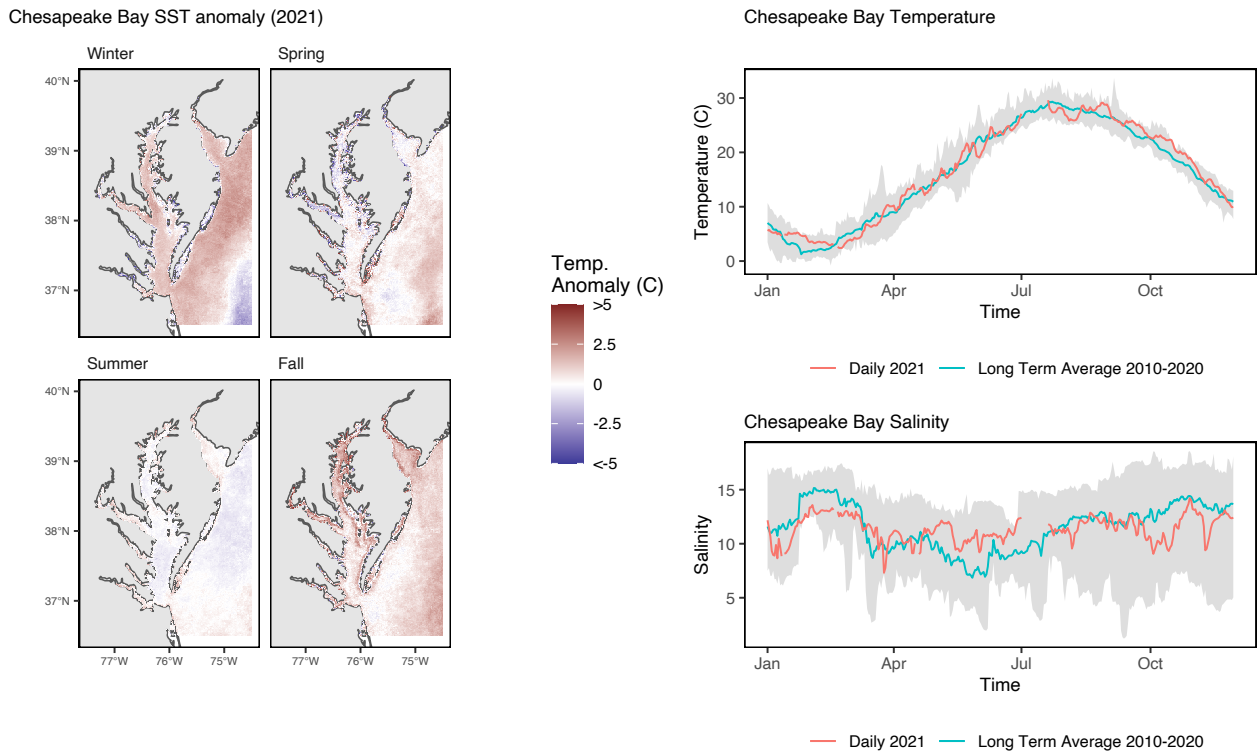 Chesapeake Bay SST anomaly (2021)
Winter
Spring
40°N
39°N
38°N
37°N
Summer
Fall
40°N
39°N
38°N
37°N
77°W 76°W 75°W 77°W 76°W 75°W
Temp.
Anomaly (C)
>5
2.5
0
-2.5
<-5
Chesapeake Bay Temperature
Temperature (C)
30
20
10
0
Jan Apr Jul Oct
Time
Daily 2021 Long Term Average 2010-2020
Chesapeake Bay Salinity
Salinity
15
10
5
Jan Apr Jul Oct
Time
Daily 2021 Long Term Average 2010-2020